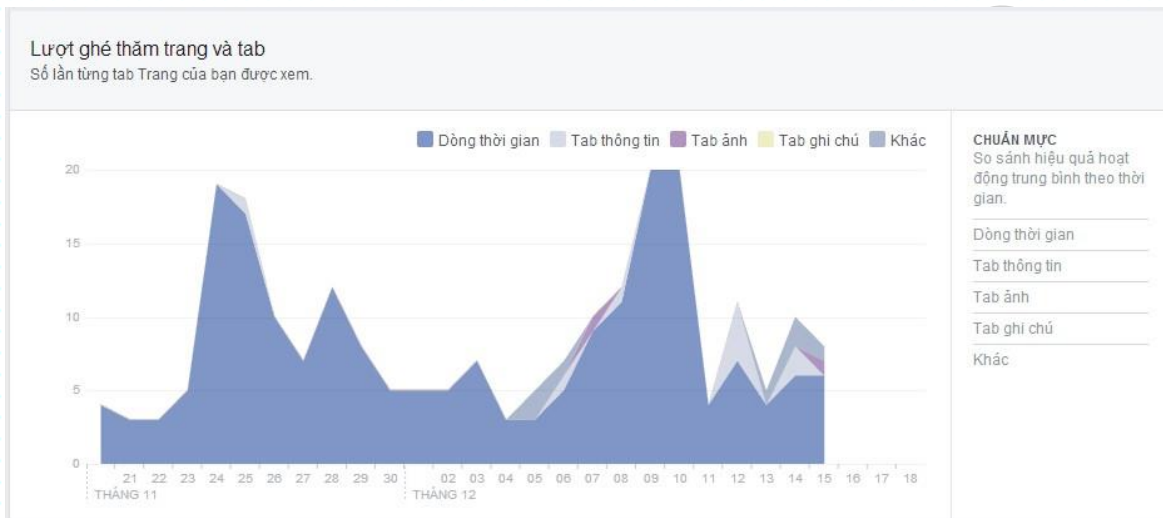 Lượt ghé thăm trang và tab
Số lần từng tab Trang của bạn được xem.
Dòng thời gian Tab thông tin Tab ảnh Tab ghi chú Khác
20
15
10
5
0
21 22 23 24 25 26 27 28 29 30 02 03 04 05 06 07 08 09 10 11 12 13 14 15 16 17 18
THÁNG 11 THÁNG 12
CHUẨN MỰC
So sánh hiệu quả hoạt
động trung bình theo thời
gian.
Dòng thời gian
Tab thông tin
Tab ảnh
Tab ghi chú
Khác